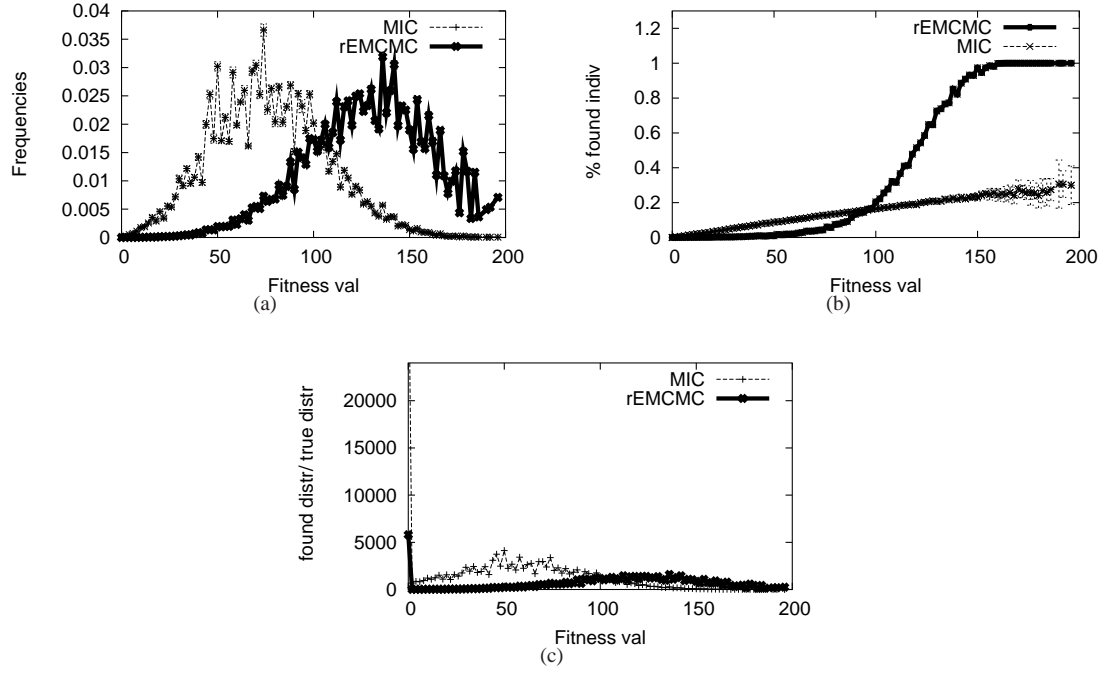 0.04
0.035
0.03
0.025
0.02
0.015
0.01
0.005
0
Frequencies
MIC
rEMCMC
0 50 100 150 200
Fitness val
(a)
1.2
1
0.8
0.6
0.4
0.2
0
% found indiv
rEMCMC
MIC
0 50 100 150 200
Fitness val
(b)
20000
15000
10000
5000
0
found distr/ true distr
MIC
rEMCMC
0 50 100 150 200
Fitness val
(c)